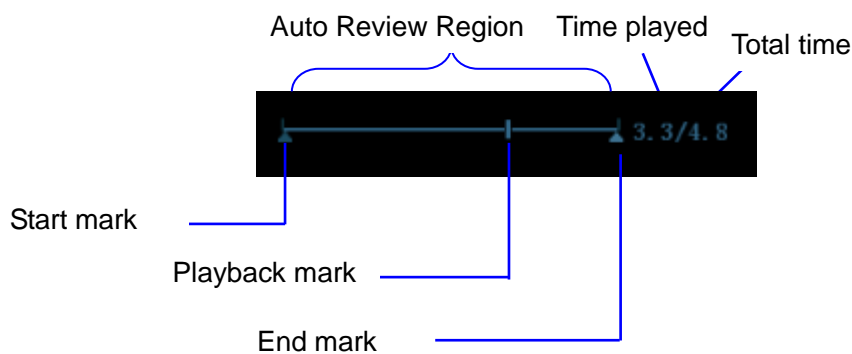 Auto Review Region
Time played
Total time
3.3/4.8
Start mark
Playback mark
End mark